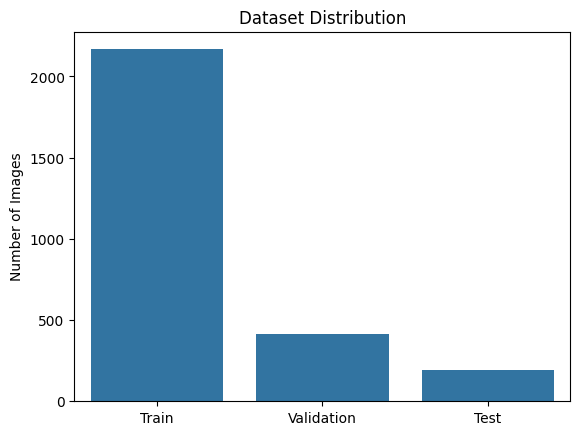 Dataset Distribution
Number of Images
2000
1500
1000
500
0
Train
Validation
Test